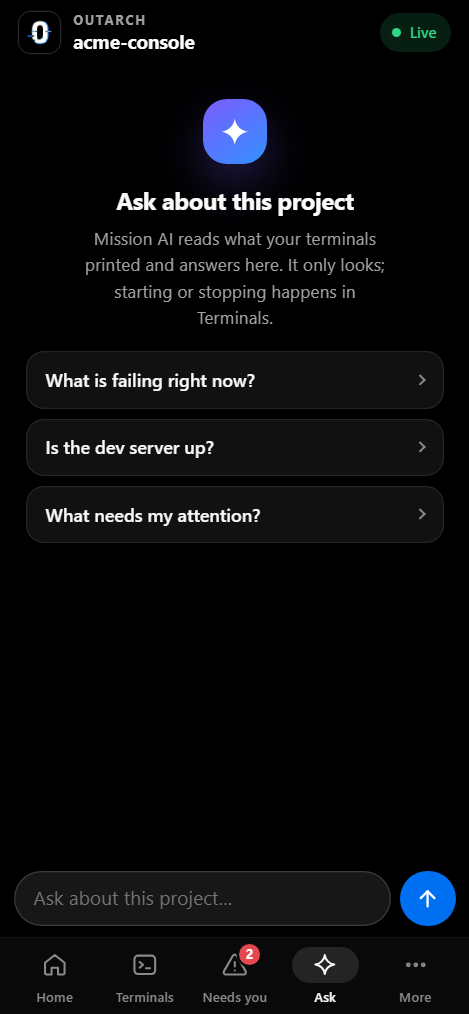 OUTARCH
acme-console
Live
Ask about this project
Mission AI reads what your terminals
printed and answers here. It only looks;
starting or stopping happens in
Terminals.
What is failing right now?
Is the dev server up?
What needs my attention?
Ask about this project...
2
Home
Terminals
Needs you
Ask
More